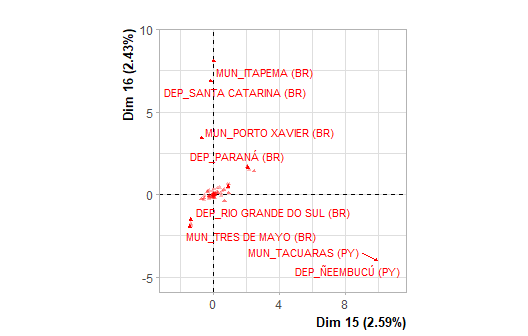 10
MUN_ITAPEMA (BR)
DEP_SANTA CATARINA (BR)
5
MUN_PORTO XAVIER (BR)
DEP_PARANÁ (BR)
0
DEP_RIO GRANDE DO SUL (BR)
MUN_TRES DE MAYO (BR)
MUN_TACUARAS (PY)
DEP_ÑEEMBUCÚ (PY)
-5
0 4 8
Dim 15 (2.59%)
Dim 16 (2.43%)